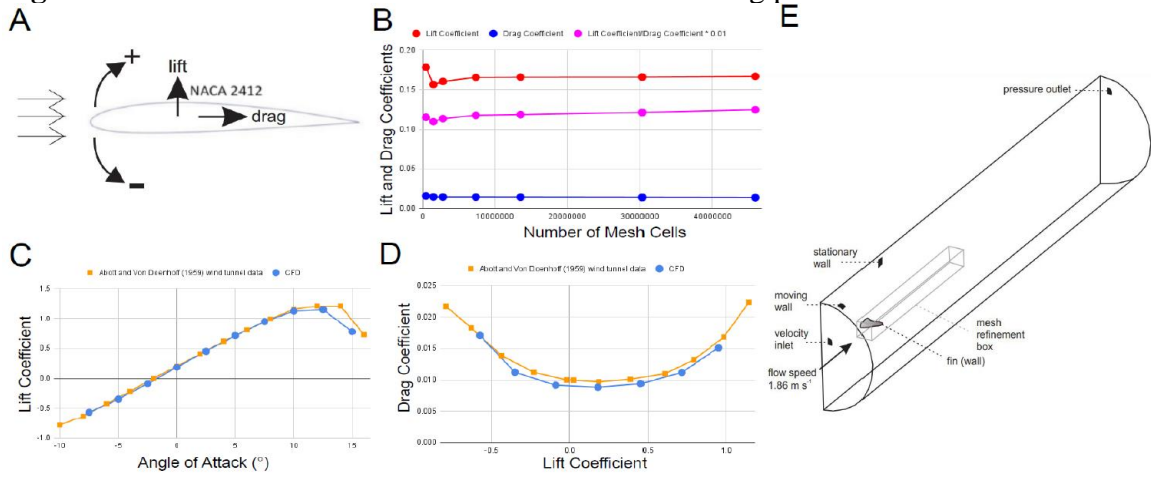 A
+
lift
NACA 2412
drag
-
B
Lift Coefficient Drag Coefficient Lift Coefficient/Drag Coefficient * 0.01
Lift and Drag Coefficients
0.20
0.15
0.10
0.05
0.00
0 10000000 20000000 30000000 40000000
Number of Mesh Cells
C
Abott and Von Doenhoff (1959) wind tunnel data CFD
Lift Coefficient
1.5
1.0
0.5
0.0
-0.5
-1.0
-10 -5 0 5 10 15
Angle of Attack (°)
D
Abott and Von Doenhoff (1959) wind tunnel data CFD
Drag Coefficient
0.025
0.020
0.015
0.010
0.005
0.000
-0.5 0.0 0.5 1.0
Lift Coefficient
E
pressure outlet
stationary
wall
moving
wall
velocity
inlet
flow speed
1.86 m s⁻¹
mesh
refinement
box
fin (wall)